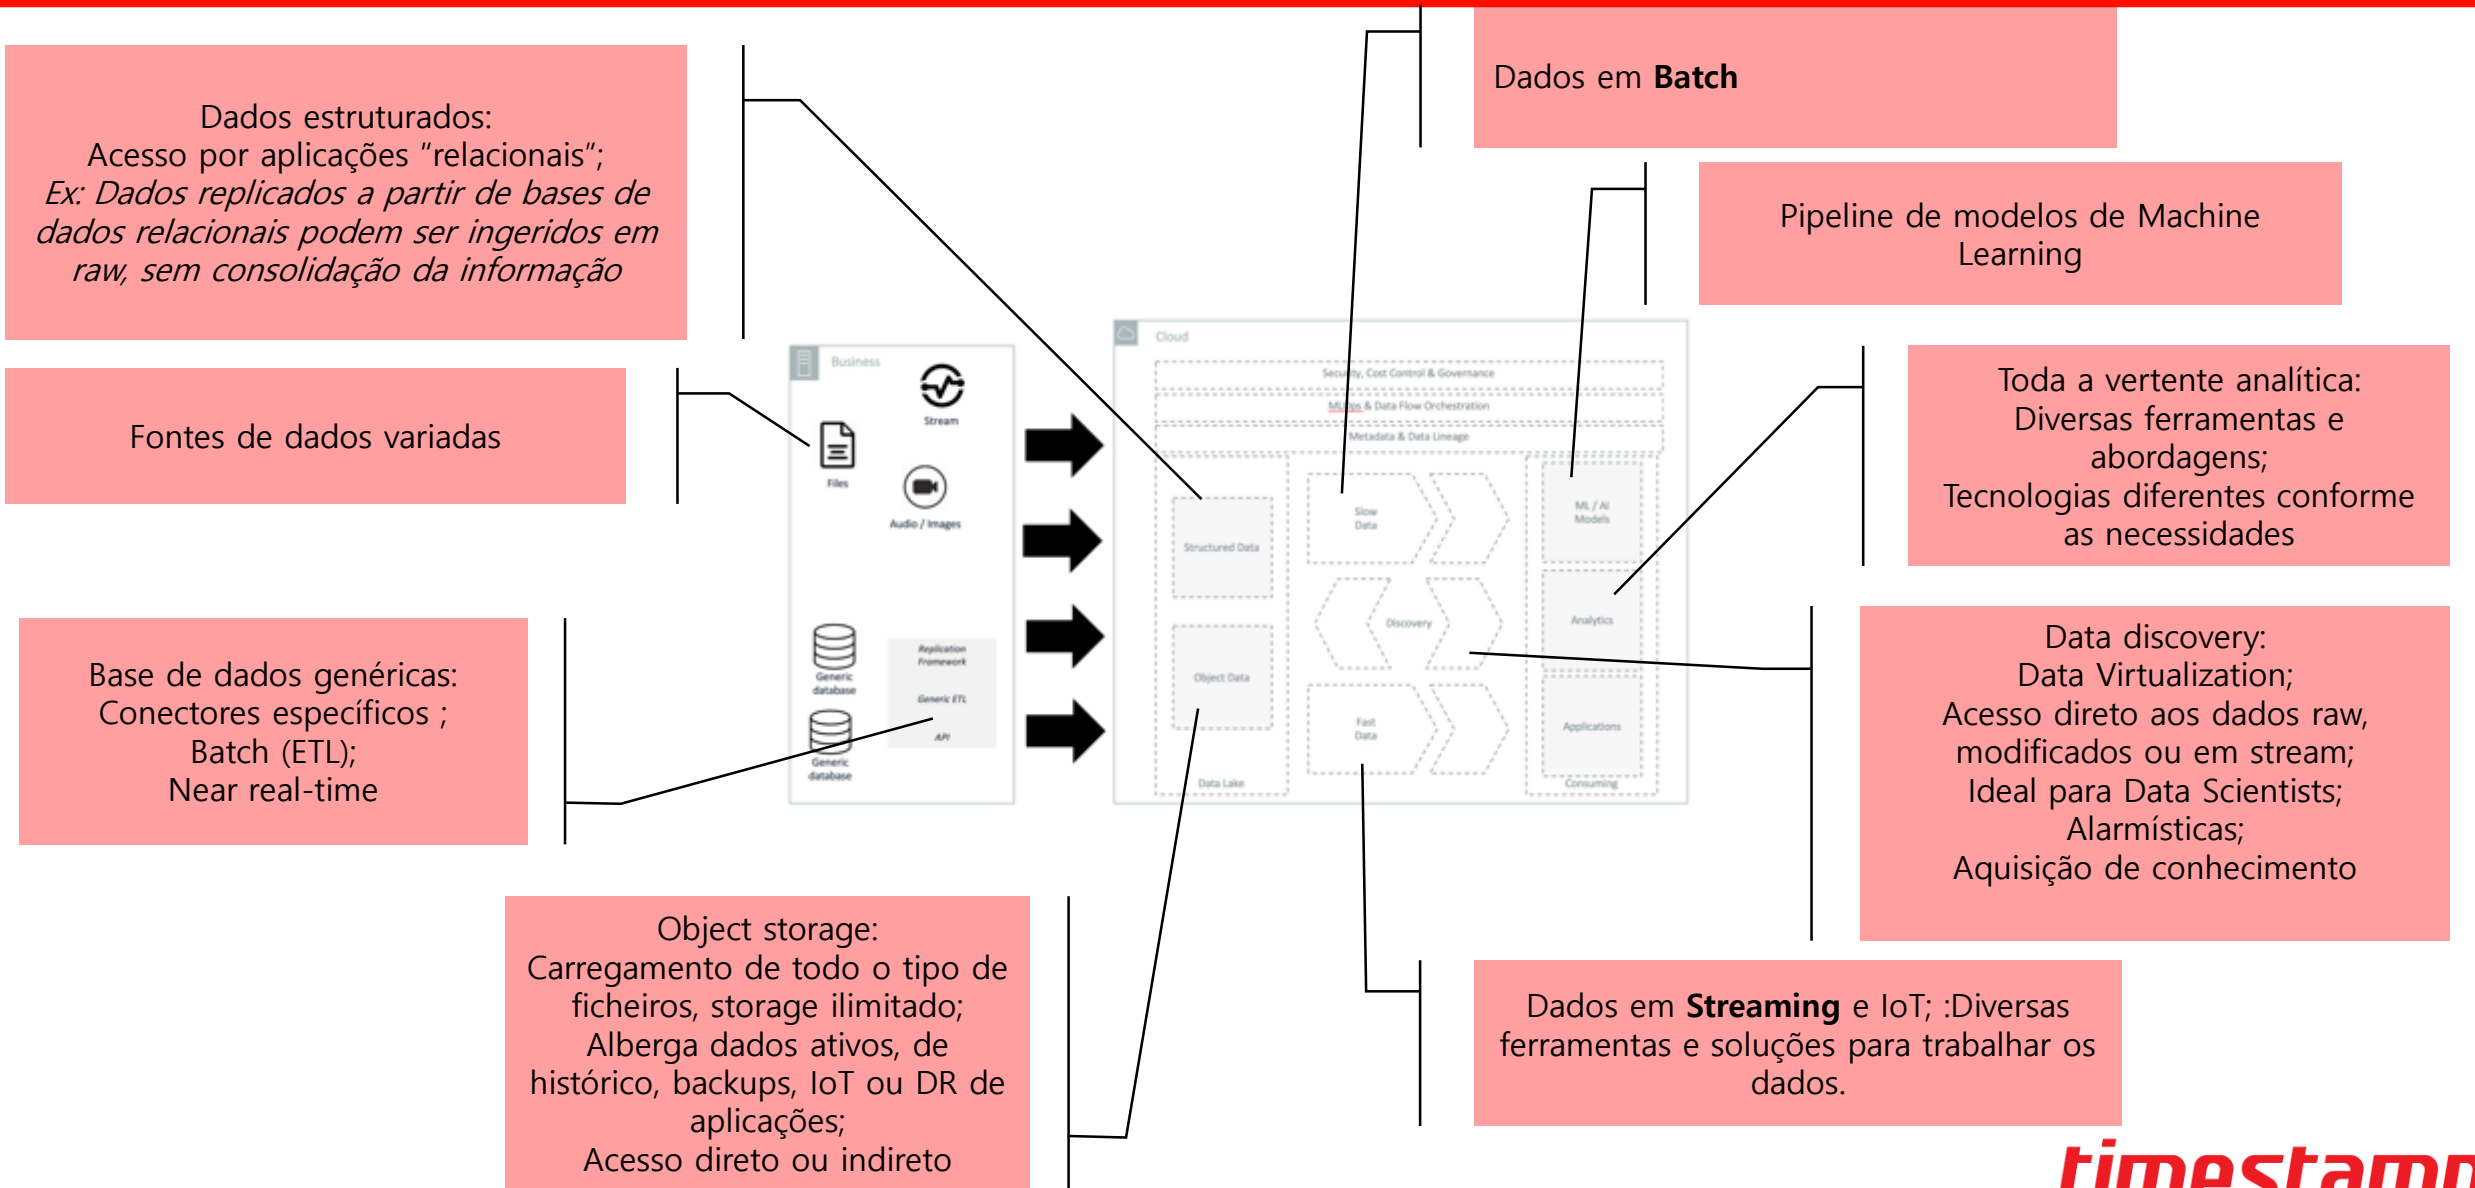 Dados em Batch
Dados estruturados:
Acesso por aplicações “relacionais”;
Ex: Dados replicados a partir de bases de
dados relacionais podem ser ingeridos em
raw, sem consolidação da informação
Pipeline de modelos de Machine
Learning
Fontes de dados variadas
Toda a vertente analítica:
Diversas ferramentas e
abordagens;
Tecnologias diferentes conforme
as necessidades
Base de dados genéricas:
Conectores específicos ;
Batch (ETL);
Near real-time
Business
Stream
Files
Audio / Images
Generic
database
Generic
database
Replication
Framework
Generic ETL
API
Cloud
Security, Cost Control & Governance
MLOps & Data Flow Orchestration
Metadata & Data Lineage
Structured Data
Object Data
Data Lake
Slow
Data
Discovery
Fast
Data
ML / AI
Models
Analytics
Applications
Consuming
Data discovery:
Data Virtualization;
Acesso direto aos dados raw,
modificados ou em stream;
Ideal para Data Scientists;
Alarmísticas;
Aquisição de conhecimento
Object storage:
Carregamento de todo o tipo de
ficheiros, storage ilimitado;
Alberga dados ativos, de
histórico, backups, IoT ou DR de
aplicações;
Acesso direto ou indireto
Dados em Streaming e IoT; :Diversas
ferramentas e soluções para trabalhar os
dados.
timestamp